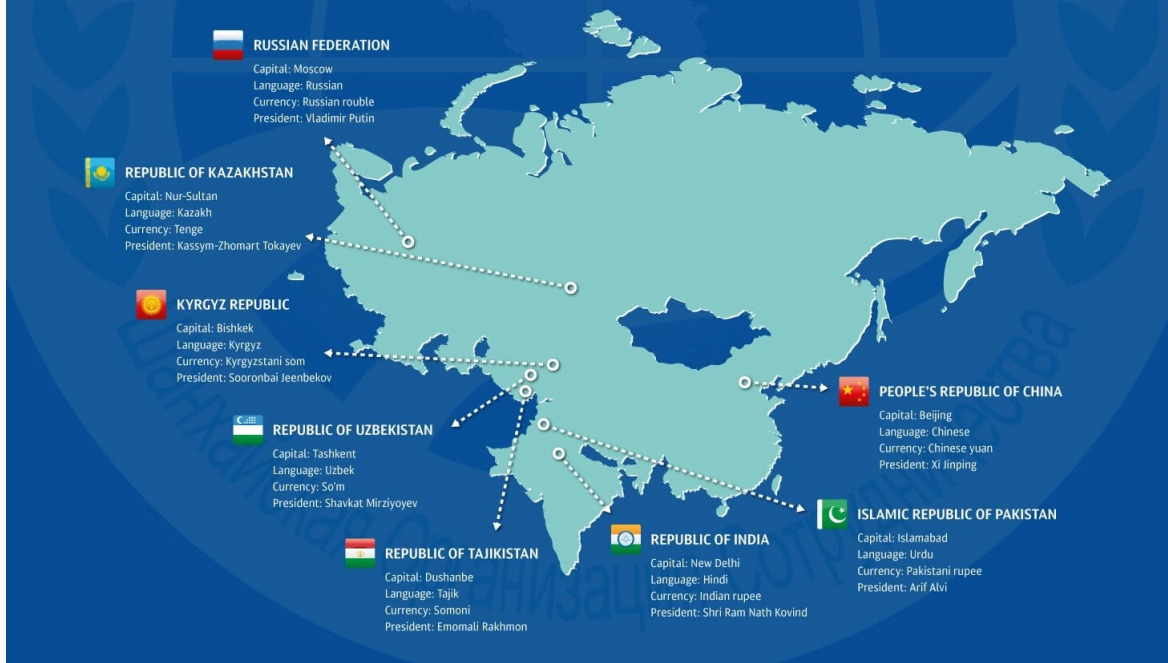 RUSSIAN FEDERATION
Capital: Moscow
Language: Russian
Currency: Russian rouble
President: Vladimir Putin
REPUBLIC OF KAZAKHSTAN
Capital: Nur-Sultan
Language: Kazakh
Currency: Tenge
President: Kassym-Zhomart Tokayev
KYRGYZ REPUBLIC
Capital: Bishkek
Language: Kyrgyz
Currency: Kyrgyzstani som
President: Sooronbai Jeenbekov
REPUBLIC OF UZBEKISTAN
Capital: Tashkent
Language: Uzbek
Currency: So'm
President: Shavkat Mirziyoyev
REPUBLIC OF TAJIKISTAN
Capital: Dushanbe
Language: Tajik
Currency: Somoni
President: Emomali Rakhmon
REPUBLIC OF INDIA
Capital: New Delhi
Language: Hindi
Currency: Indian rupee
President: Shri Ram Nath Kovind
PEOPLE'S REPUBLIC OF CHINA
Capital: Beijing
Language: Chinese
Currency: Chinese yuan
President: Xi Jinping
ISLAMIC REPUBLIC OF PAKISTAN
Capital: Islamabad
Language: Urdu
Currency: Pakistani rupee
President: Arif Alvi
Шанхайская Организация Сотрудничества